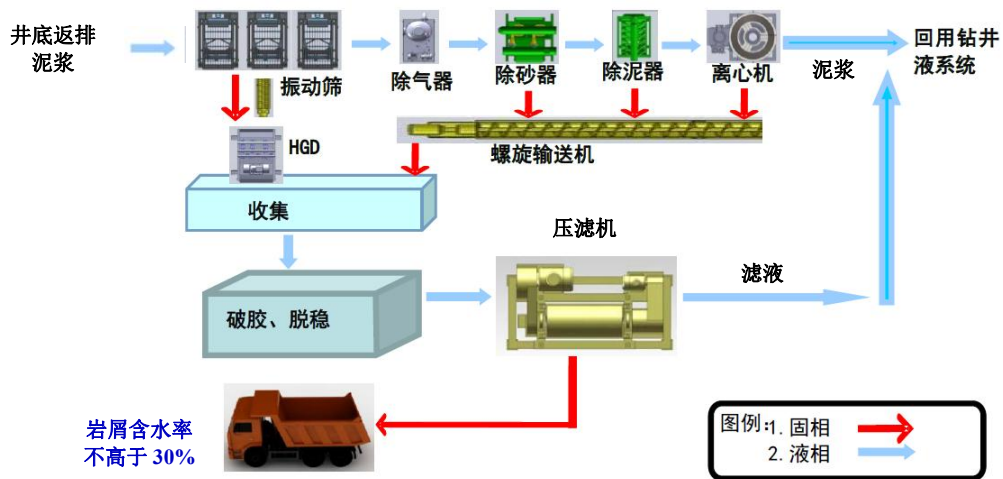 井底返排
泥浆
振动筛
除气器
除砂器
除泥器
离心机
泥浆
回用钻井
液系统
HGD
螺旋输送机
收集
压滤机
滤液
破胶、脱稳
岩屑含水率
不高于 30%
图例:1. 固相
2. 液相